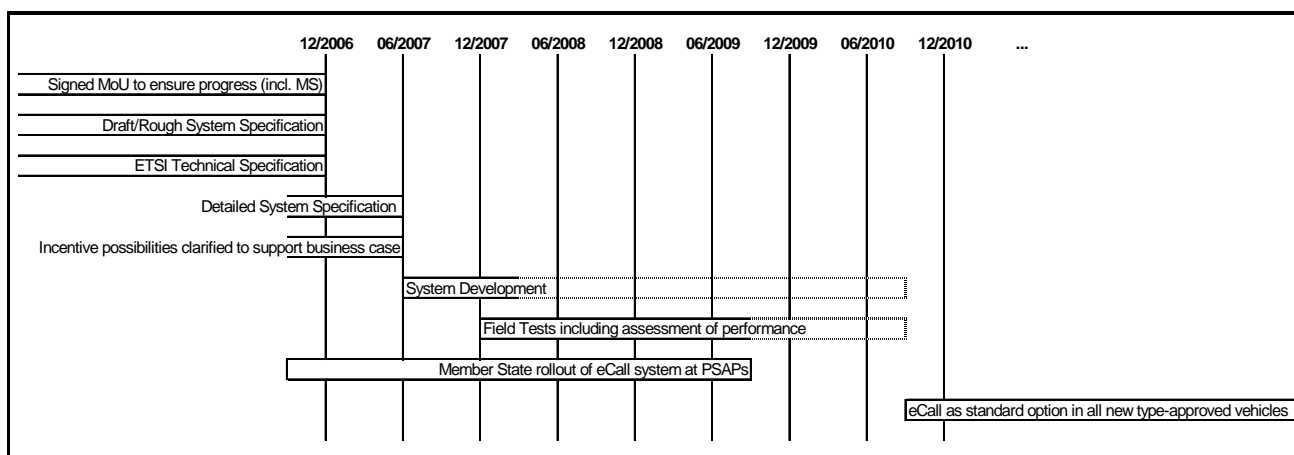 12/2006 06/2007 12/2007 06/2008 12/2008 06/2009 12/2009 06/2010 12/2010 ...
Signed MoU to ensure progress (incl. MS)
Draft/Rough System Specification
ETSI Technical Specification
Detailed System Specification
Incentive possibilities clarified to support business case
System Development
Field Tests including assessment of performance
Member State rollout of eCall system at PSAPs
eCall as standard option in all new type-approved vehicles